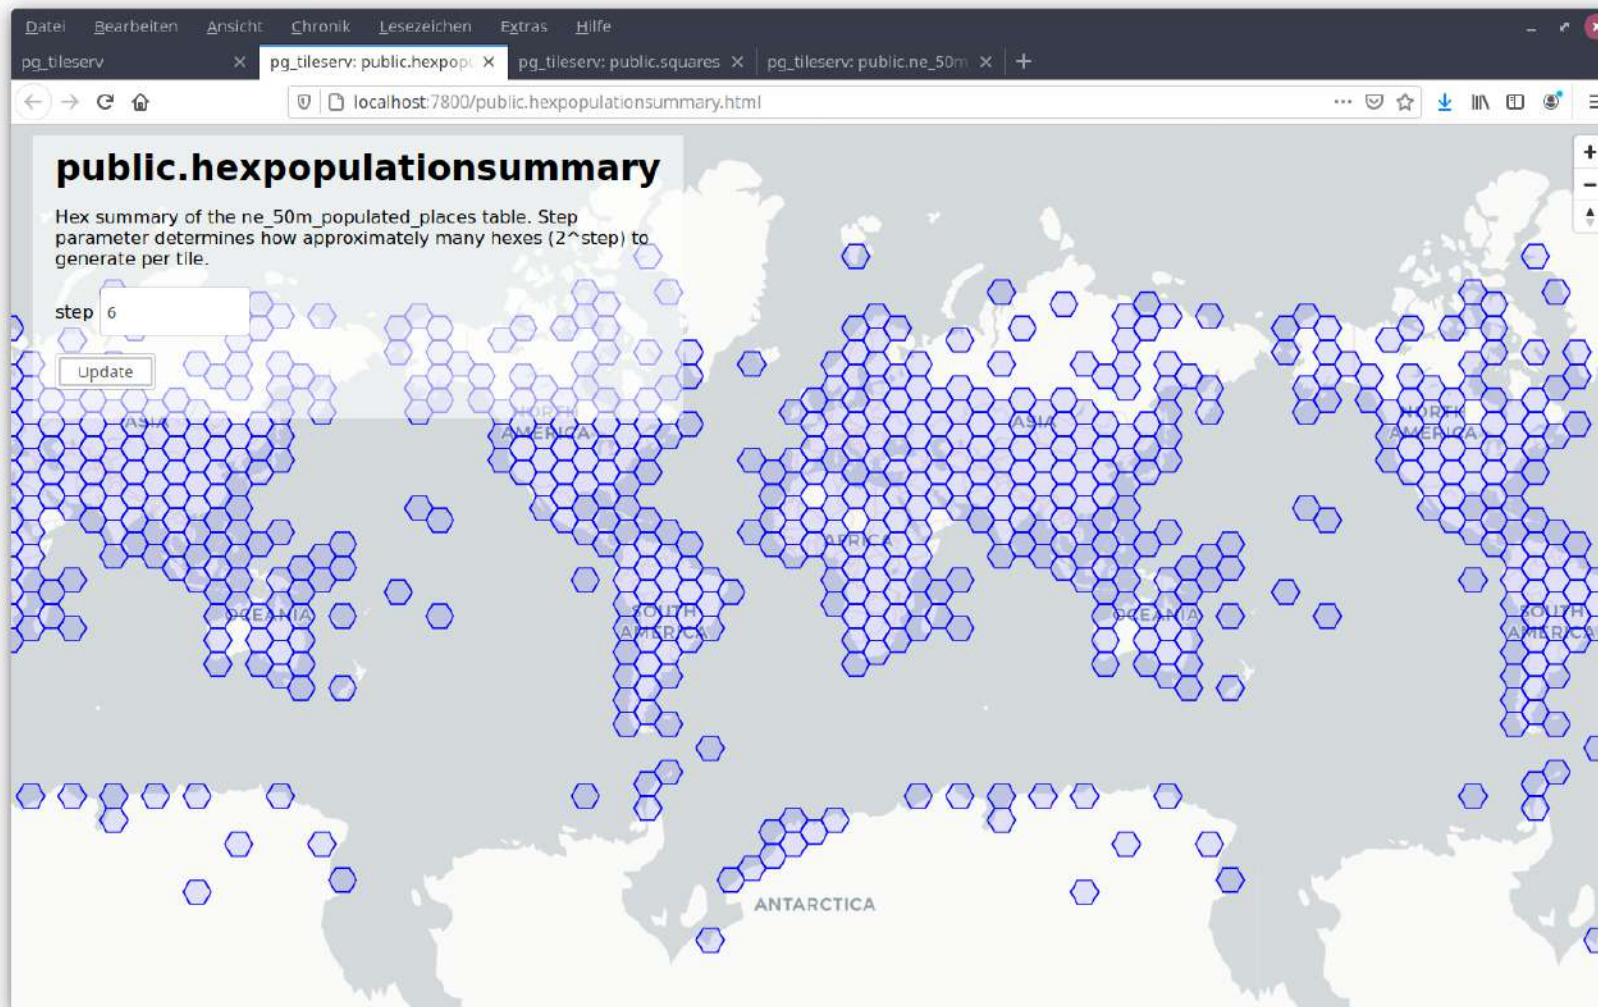 Datei Bearbeiten Ansicht Chronik Lesezeichen Extras Hilfe
pg_tileserv
pg_tileserv: public.hexpopu
pg_tileserv: public.squares
pg_tileserv: public.ne_50m
localhost:7800/public.hexpopulationsummary.html
public.hexpopulationsummary
Hex summary of the ne_50m_populated_places table. Step
parameter determines how approximately many hexes (2^step) to
generate per tile.
step 6
Update
ASIA
NORTH
AMERICA
ASIA
NORTH
AMERICA
AFRICA
OCEANIA
SOUTH
AMERICA
OCEANIA
SOUTH
AMERICA
ANTARCTICA